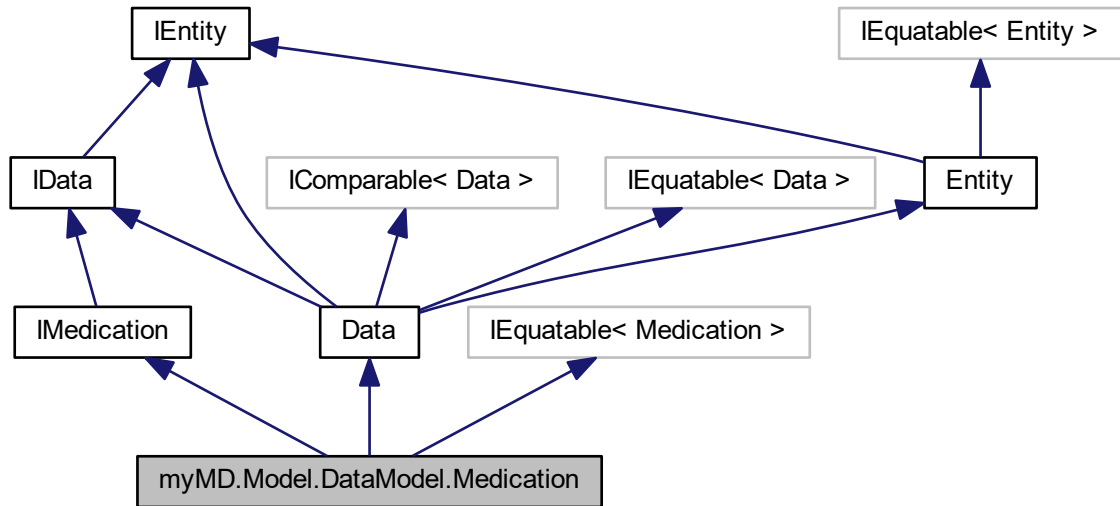 IEntity
IEquatable< Entity >
IData
IComparable< Data >
IEquatable< Data >
Entity
IMedication
Data
IEquatable< Medication >
myMD.Model.DataModel.Medication